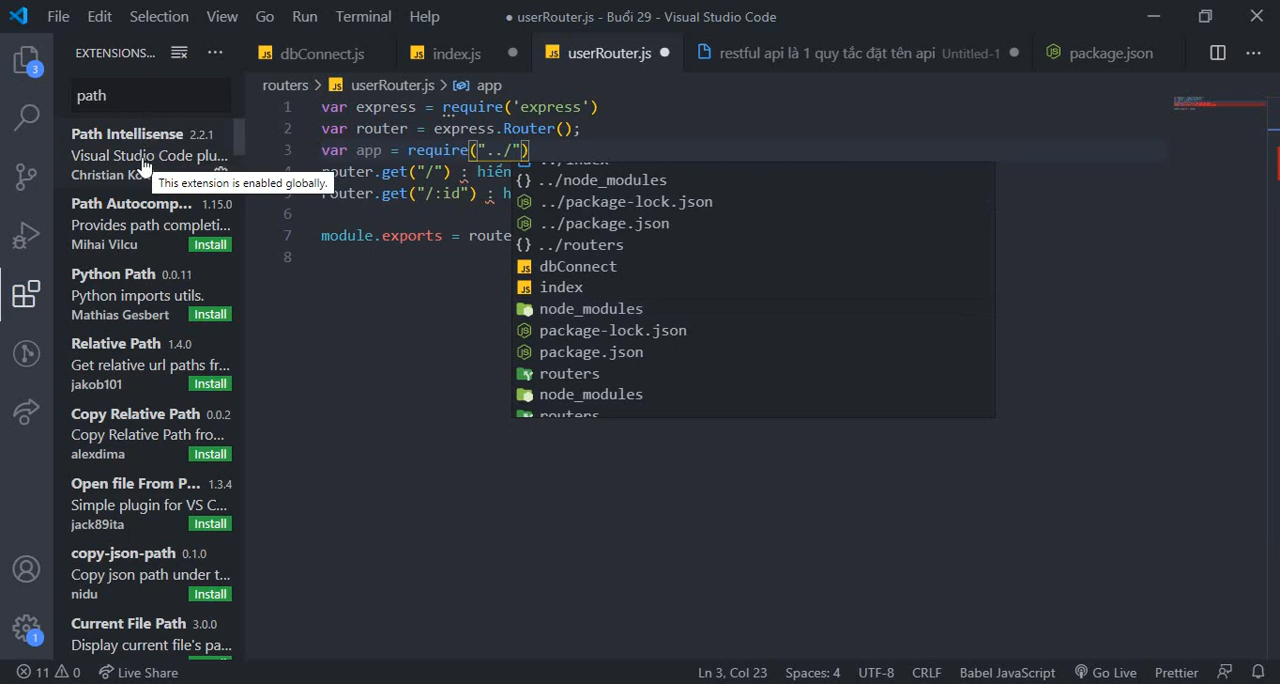 File Edit Selection View Go Run Terminal Help
● userRouter.js - Buổi 29 - Visual Studio Code
EXTENSIONS...
dbConnect.js
index.js
userRouter.js
restful api là 1 quy tắc đặt tên api Untitled-1
package.json
path
routers > JS userRouter.js > app
1 var express = require('express')
2 var router = express.Router();
3 var app = require("../")
router.get("/") : hiển
router.get("/:id") : h
6
7 module.exports = route
8
../index
../node_modules
../package-lock.json
../package.json
../routers
dbConnect
index
node_modules
package-lock.json
package.json
routers
node_modules
routers
Path Intellisense 2.2.1
Visual Studio Code plu...
Christian Ko
This extension is enabled globally.
Path Autocomp... 1.15.0
Provides path completi...
Mihai Vilcu Install
Python Path 0.0.11
Python imports utils.
Mathias Gesbert Install
Relative Path 1.4.0
Get relative url paths fr...
jakob101 Install
Copy Relative Path 0.0.2
Copy Relative Path fro...
alexdima Install
Open file From P... 1.3.4
Simple plugin for VS C...
jack89ita Install
copy-json-path 0.1.0
Copy json path under t...
nidu Install
Current File Path 3.0.0
Display current file's pa...
3
1
11 0 Live Share
Ln 3, Col 23 Spaces: 4 UTF-8 CRLF Babel JavaScript Go Live Prettier